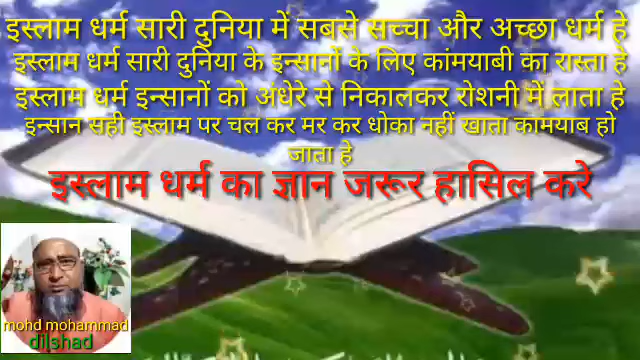 इस्लाम धर्म सारी दुनिया में सबसे सच्चा और अच्छा धर्म हे
इस्लाम धर्म सारी दुनिया के इन्सानों के लिए कांमयाबी का रास्ता हे
इस्लाम धर्म इन्सानों को अंधेरे से निकालकर रोशनी में लाता हे
इन्सान सही इस्लाम पर चल कर मर कर धोका नहीं खाता कामयाब हो
जाता हे
इस्लाम धर्म का ज्ञान जरूर हासिल करे
mohd mohammad
dilshad